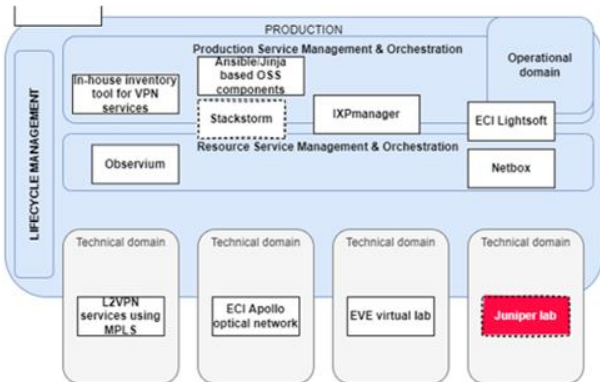 PRODUCTION
Production Service Management & Orchestration
Operational
domain
LIFECYCLE MANAGEMENT
In-house inventory
tool for VPN
services
Ansible/Jinja
based OSS
components
Stackstorm
IXPmanager
ECI Lightsoft
Resource Service Management & Orchestration
Observium
Netbox
Technical domain
Technical domain
Technical domain
Technical domain
L2VPN
services using
MPLS
ECI Apollo
optical network
EVE virtual lab
Juniper lab